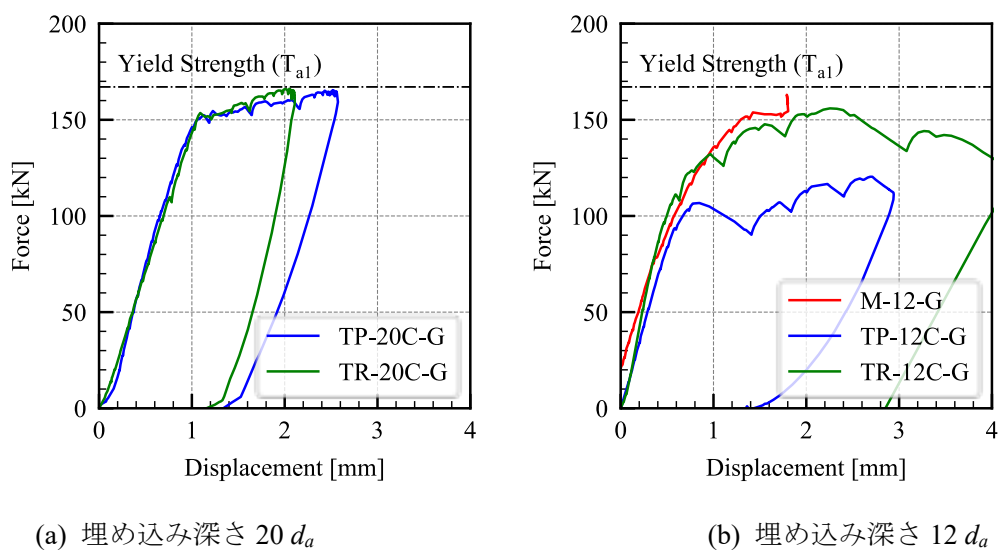 200
Yield Strength (Ta1)
150
100
50
0
Force [kN]
TP-20C-G
TR-20C-G
0 1 2 3 4
Displacement [mm]
(a) 埋め込み深さ 20 da
200
Yield Strength (Ta1)
150
100
50
0
Force [kN]
M-12-G
TP-12C-G
TR-12C-G
0 1 2 3 4
Displacement [mm]
(b) 埋め込み深さ 12 da